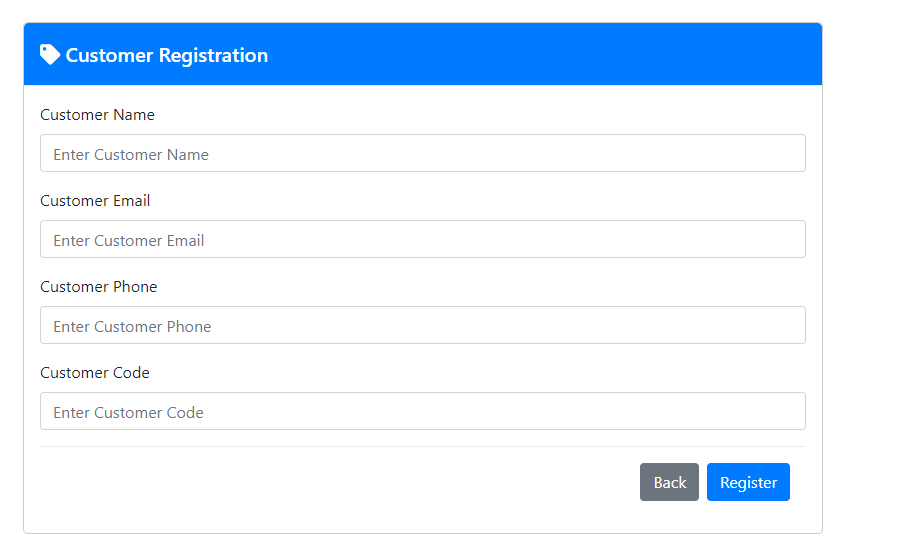 Customer Registration
Customer Name
Enter Customer Name
Customer Email
Enter Customer Email
Customer Phone
Enter Customer Phone
Customer Code
Enter Customer Code
Back Register